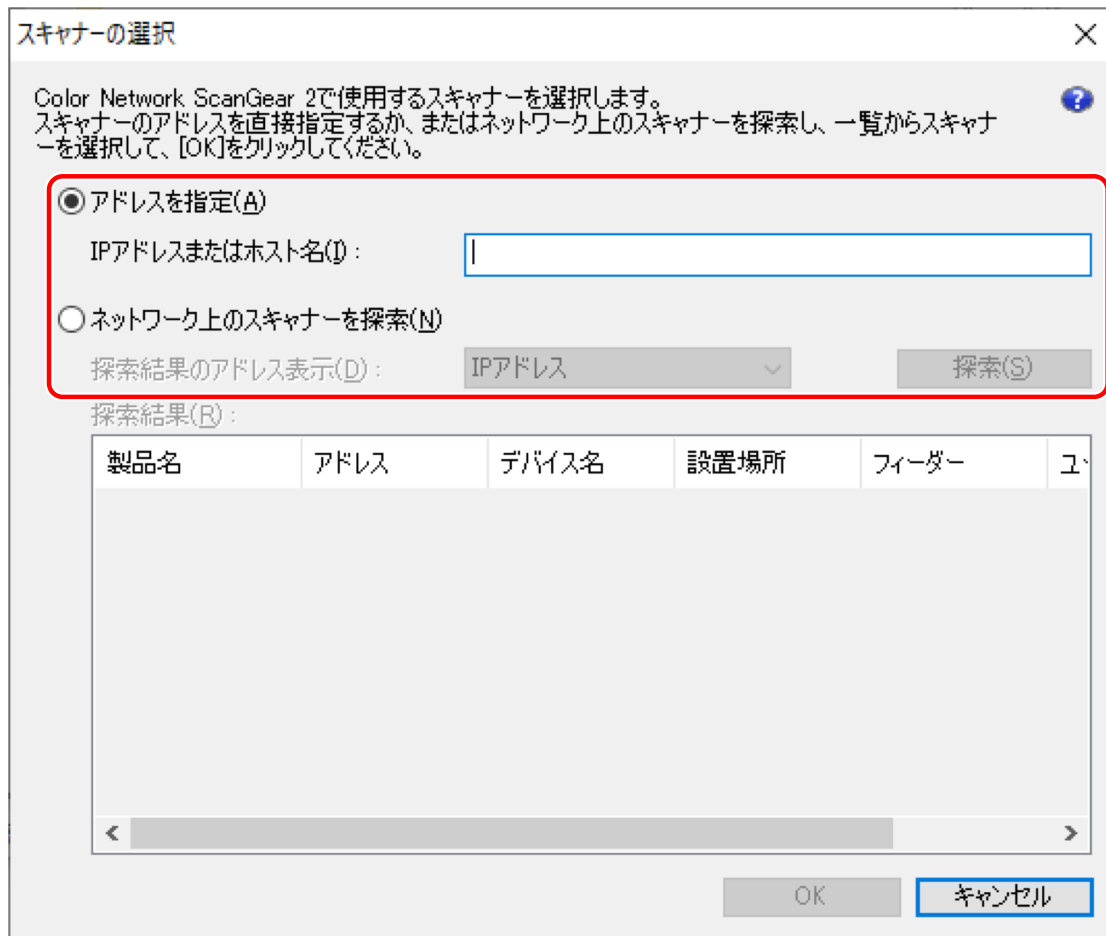 スキャナーの選択
Color Network ScanGear 2で使用するスキャナーを選択します。
スキャナーのアドレスを直接指定するか、またはネットワーク上のスキャナーを探索し、一覧からスキャナ
ーを選択して、[OK]をクリックしてください。
アドレスを指定(A)
IPアドレスまたはホスト名(I) :
ネットワーク上のスキャナーを探索(N)
探索結果のアドレス表示(D) : IPアドレス 探索(S)
探索結果(R) :
製品名 アドレス デバイス名 設置場所 フィーダー
OK キャンセル